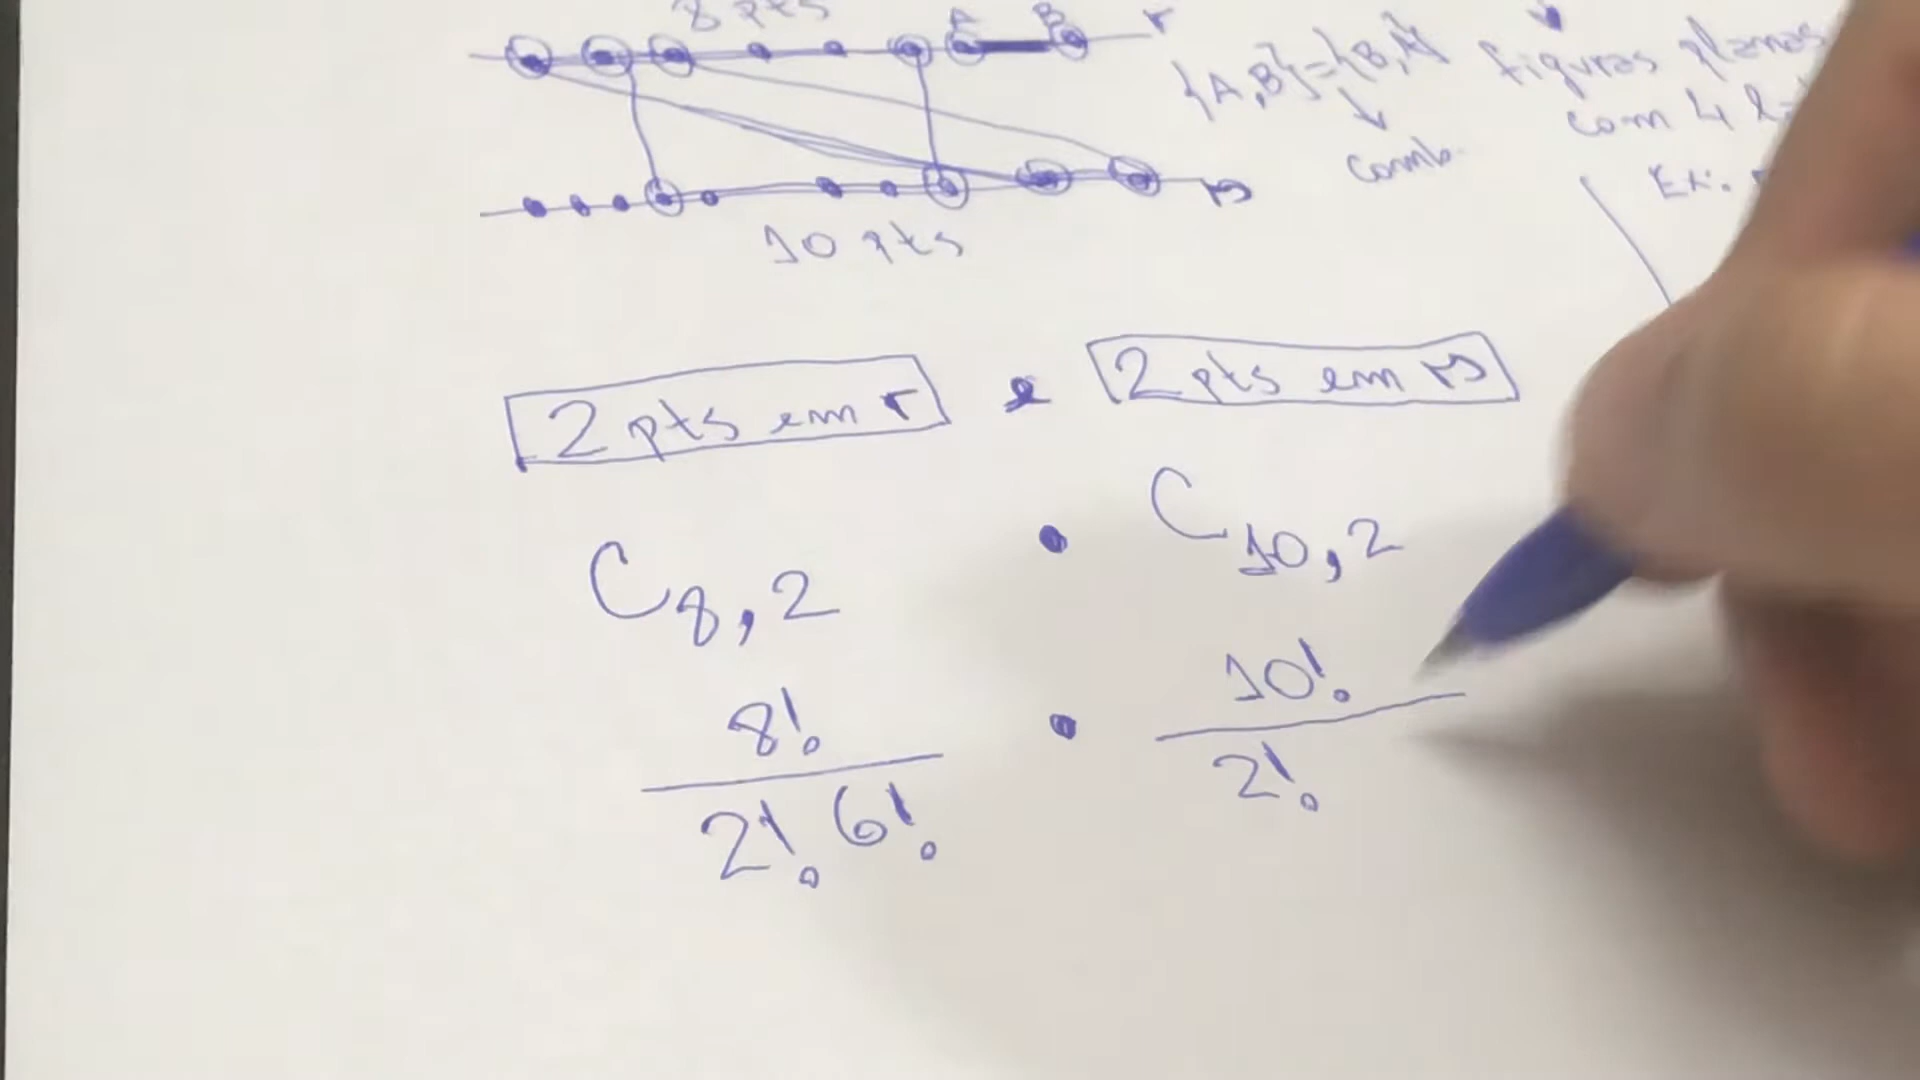 8 pts
A B r
{A,B}={B,A}
Comb.
figuras planas
com 4
Ex:
s
10 pts
2 pts em r e 2 pts em s
C8,2 • C10,2
8! • 10!
2! 6! 2!